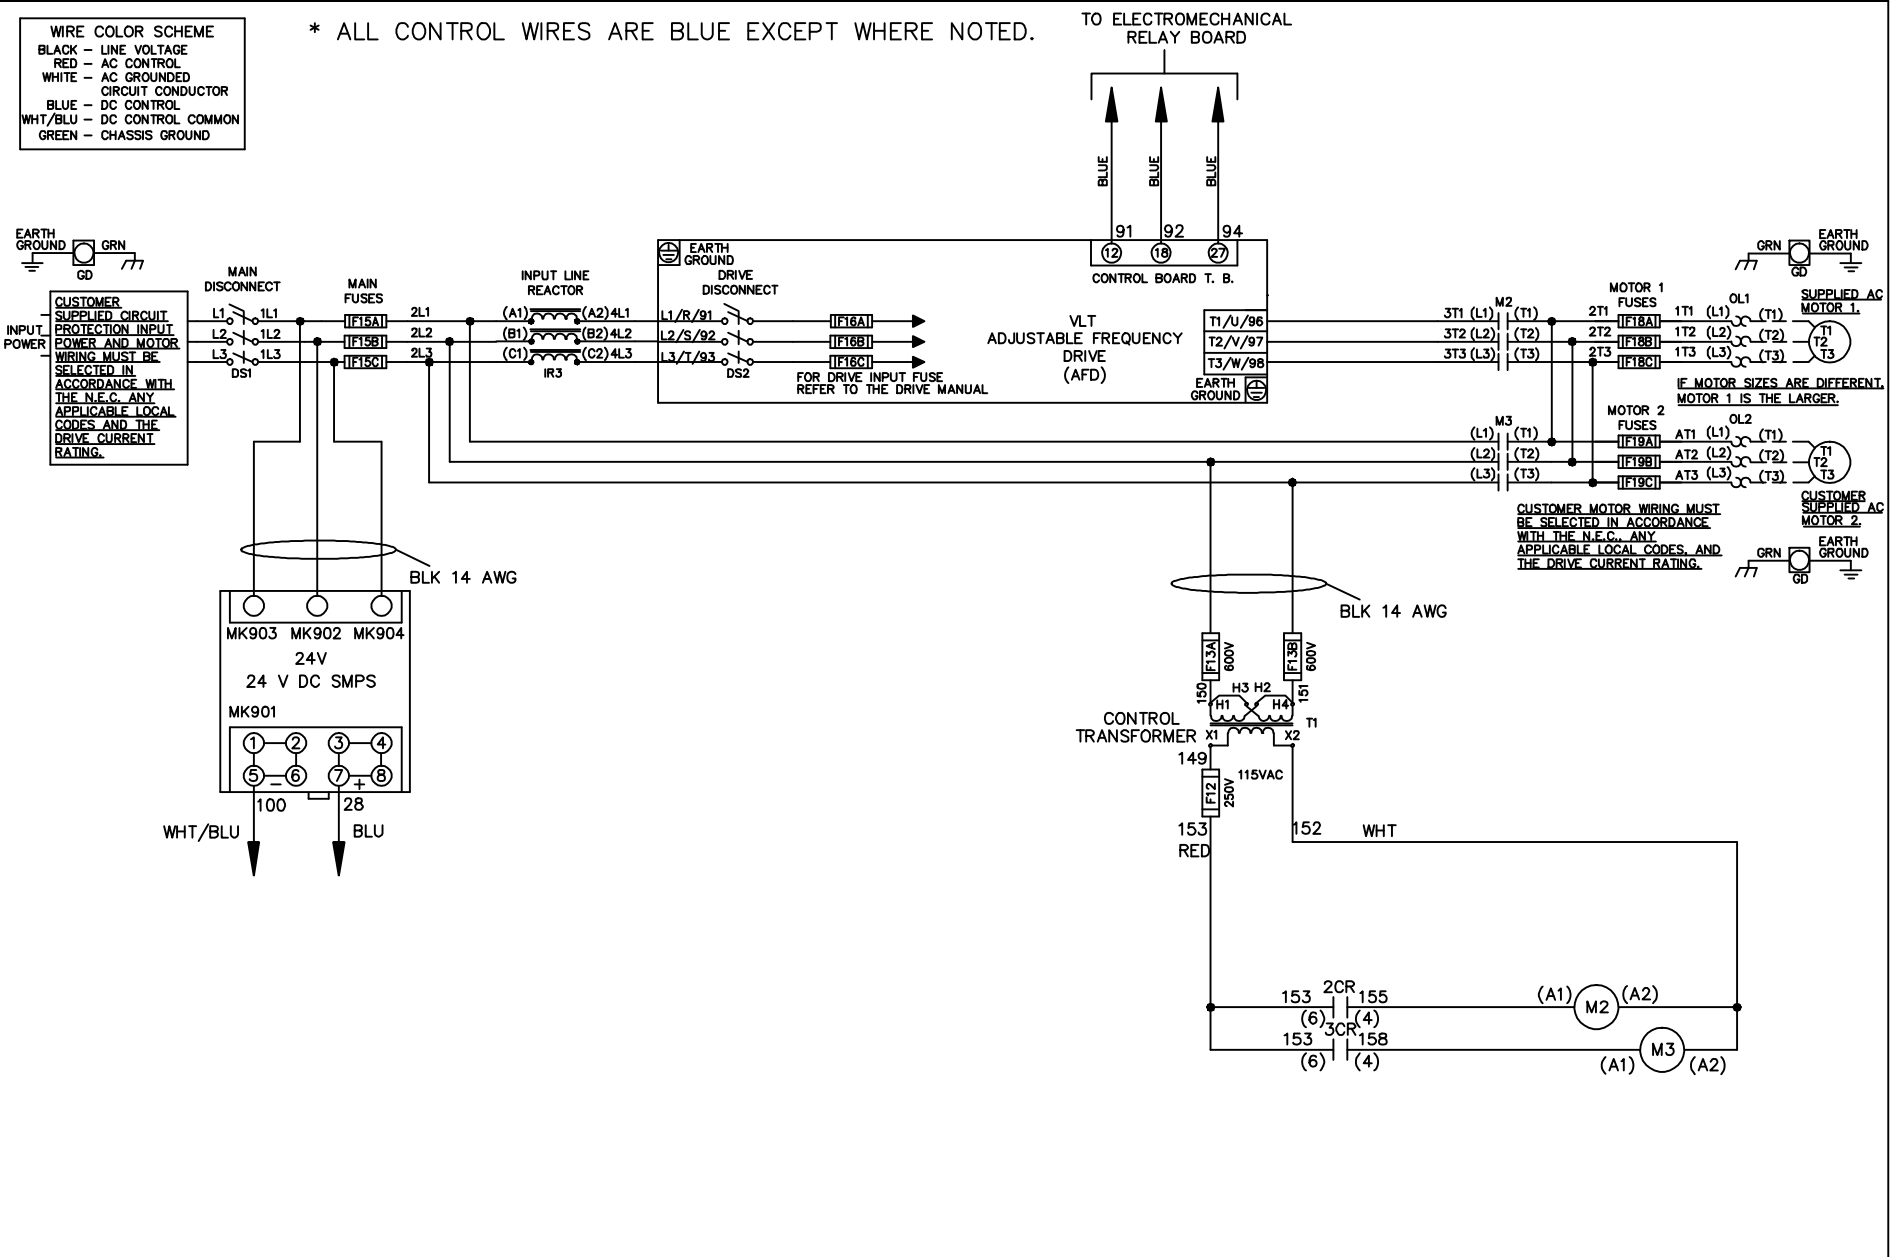 WIRE COLOR SCHEME
BLACK – LINE VOLTAGE
RED – AC CONTROL
WHITE – AC GROUNDED
CIRCUIT CONDUCTOR
BLUE – DC CONTROL
WHT/BLU – DC CONTROL COMMON
GREEN – CHASSIS GROUND
* ALL CONTROL WIRES ARE BLUE EXCEPT WHERE NOTED.
TO ELECTROMECHANICAL
RELAY BOARD
BLUE
BLUE
BLUE
91 92 94
12 18 27
CONTROL BOARD T. B.
EARTH
GROUND
GRN
GD
INPUT
POWER
CUSTOMER
SUPPLIED CIRCUIT
PROTECTION INPUT
POWER AND MOTOR
WIRING MUST BE
SELECTED IN
ACCORDANCE WITH
THE N.E.C. ANY
APPLICABLE LOCAL
CODES AND THE
DRIVE CURRENT
RATING.
MAIN
DISCONNECT
L1 1L1
L2 1L2
L3 1L3
DS1
MAIN
FUSES
F15A
F15B
F15C
2L1
2L2
2L3
INPUT LINE
REACTOR
(A1) (A2) 4L1
(B1) (B2) 4L2
(C1) (C2) 4L3
IR3
EARTH
GROUND
DRIVE
DISCONNECT
L1/R/91
L2/S/92
L3/T/93
DS2
F16A
F16B
F16C
FOR DRIVE INPUT FUSE
REFER TO THE DRIVE MANUAL
VLT
ADJUSTABLE FREQUENCY
DRIVE
(AFD)
T1/U/96
T2/V/97
T3/W/98
EARTH
GROUND
M2
3T1 (L1) (T1)
3T2 (L2) (T2)
3T3 (L3) (T3)
MOTOR 1
FUSES
2T1 F18A 1T1 (L1) (T1)
2T2 F18B 1T2 (L2) (T2)
2T3 F18C 1T3 (L3) (T3)
OL1
GRN
GD
EARTH
GROUND
SUPPLIED AC
MOTOR 1.
T1
T2
T3
IF MOTOR SIZES ARE DIFFERENT,
MOTOR 1 IS THE LARGER.
M3
(L1) (T1)
(L2) (T2)
(L3) (T3)
MOTOR 2
FUSES
F19A AT1 (L1) (T1)
F19B AT2 (L2) (T2)
F19C AT3 (L3) (T3)
OL2
T1
T2
T3
CUSTOMER
SUPPLIED AC
MOTOR 2.
CUSTOMER MOTOR WIRING MUST
BE SELECTED IN ACCORDANCE
WITH THE N.E.C., ANY
APPLICABLE LOCAL CODES, AND
THE DRIVE CURRENT RATING.
GRN
GD
EARTH
GROUND
BLK 14 AWG
MK903 MK902 MK904
24V
24 V DC SMPS
MK901
1 2 3 4
5 – 6 7 + 8
100 28
WHT/BLU BLU
BLK 14 AWG
F13A
600V
F13B
600V
150
151
H3 H2
H1 H4
CONTROL
TRANSFORMER
T1
X1 X2
149
115VAC
F12
250V
153
RED
152 WHT
153 2CR 155 (A1) M2 (A2)
(6) (4)
153 3CR 158 M3
(6) (4) (A1) (A2)